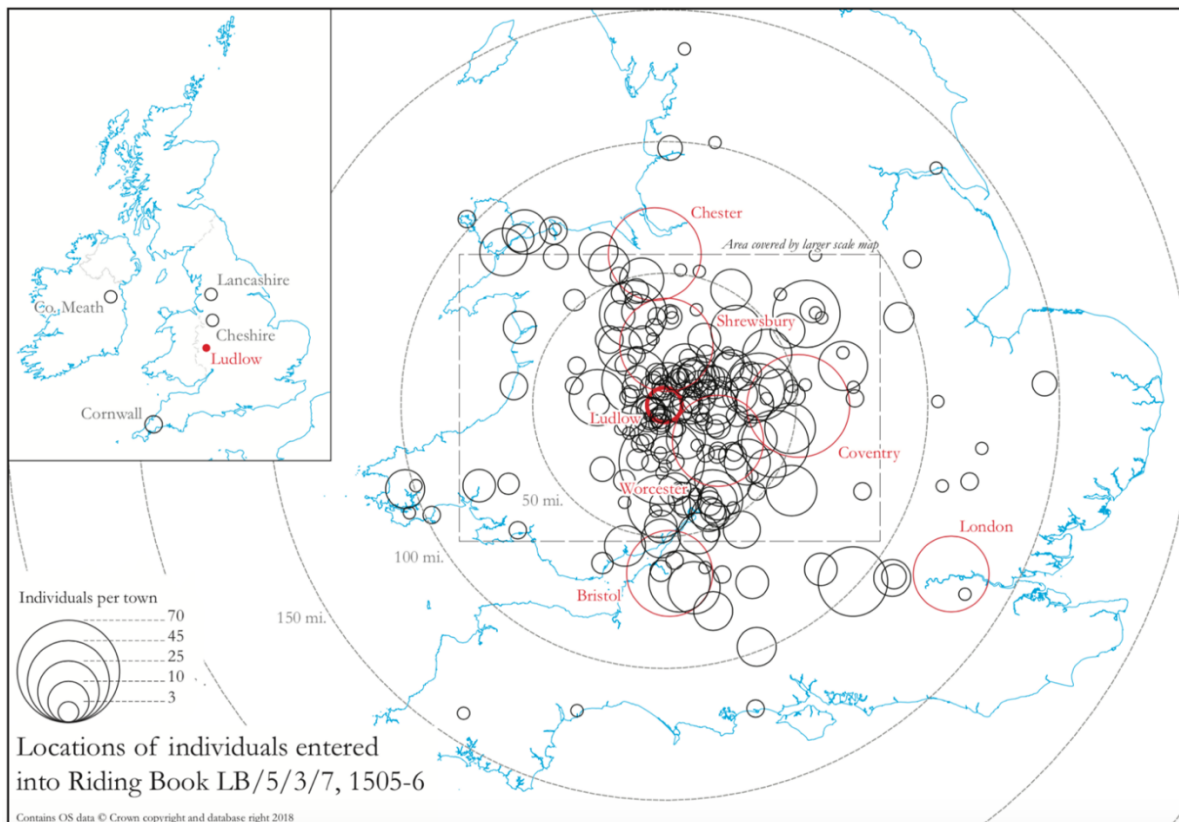 Co. Meath
Lancashire
Cheshire
Ludlow
Cornwall
Chester
Area covered by larger scale map
Shrewsbury
Ludlow
Coventry
Worcester
50 mi.
London
100 mi.
Bristol
150 mi.
Individuals per town
70
45
25
10
3
Locations of individuals entered
into Riding Book LB/5/3/7, 1505-6
Contains OS data © Crown copyright and database right 2018